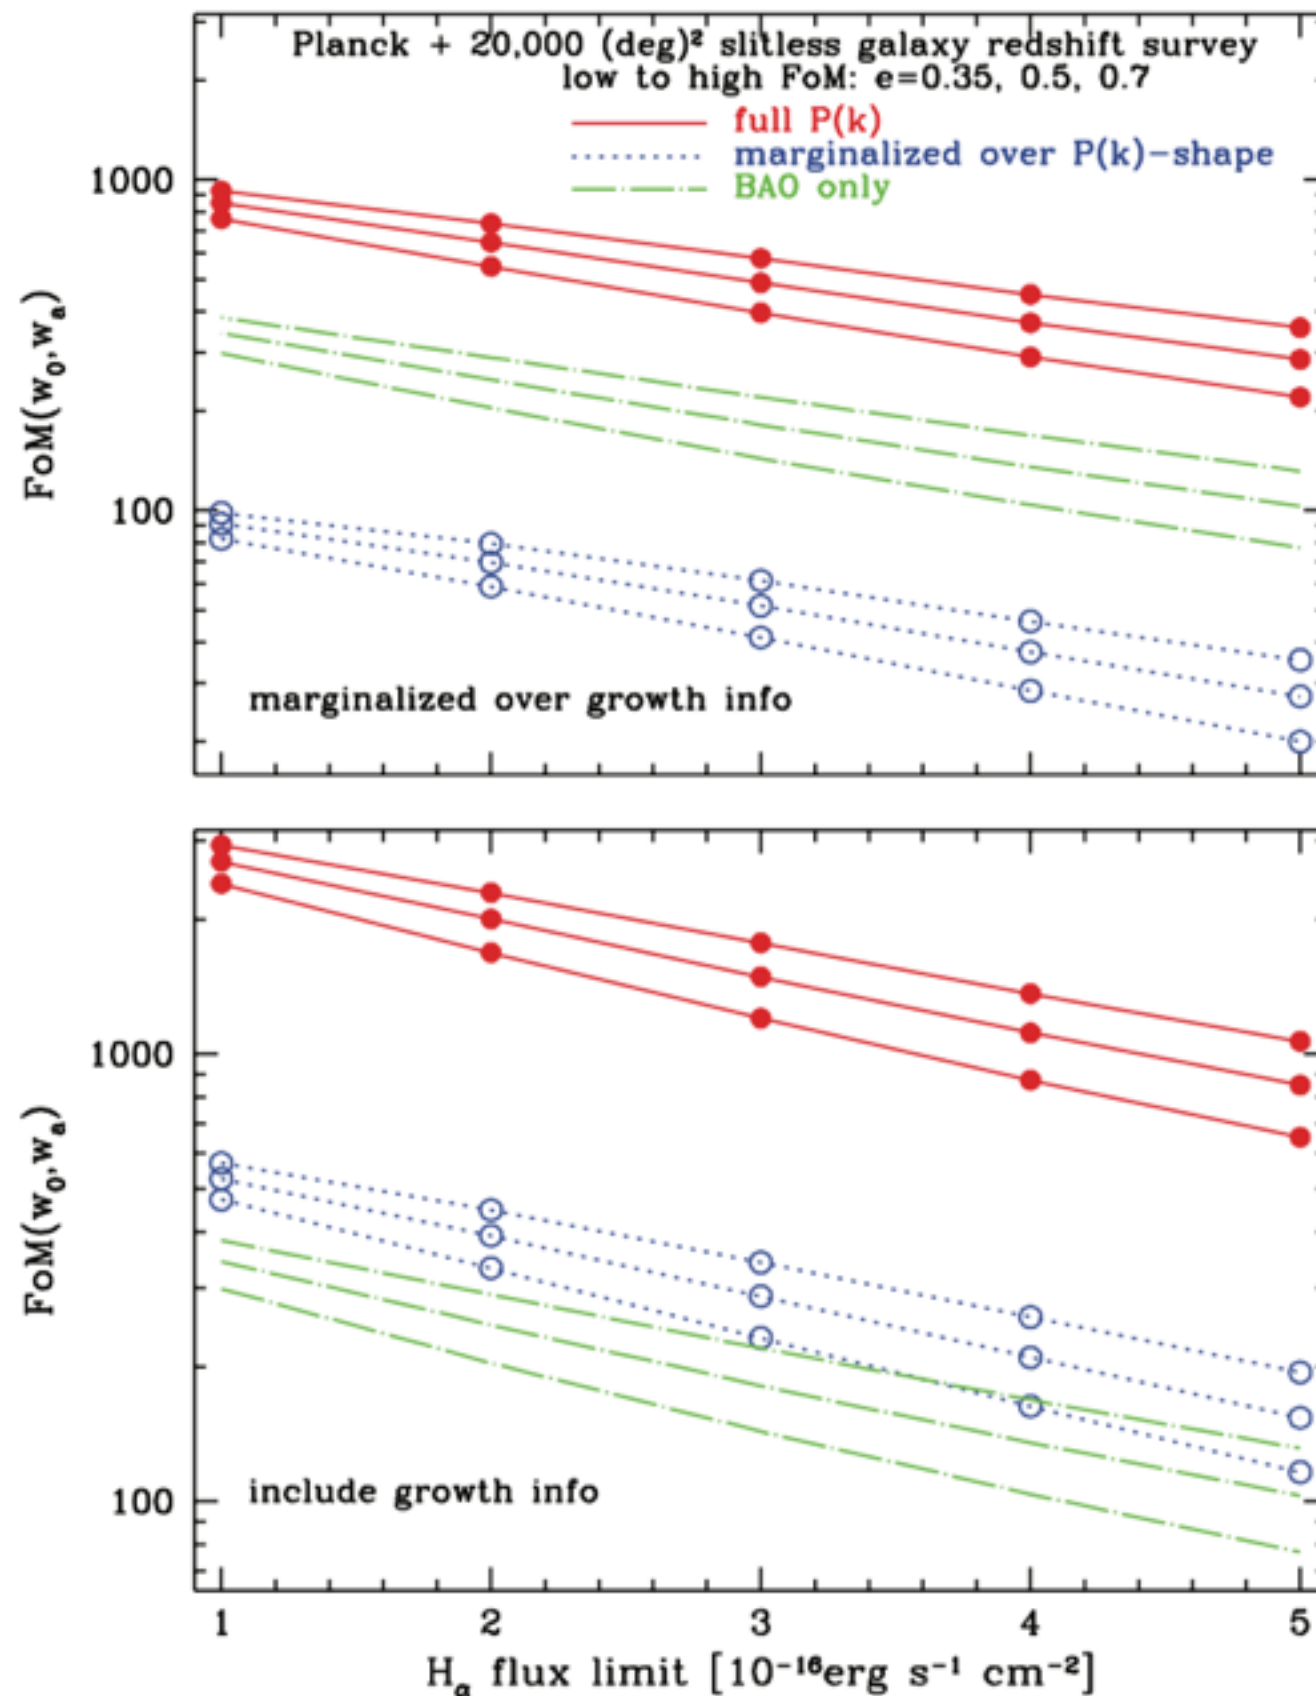 Planck + 20,000 (deg)² slitless galaxy redshift survey
low to high FoM: e=0.35, 0.5, 0.7
full P(k)
marginalized over P(k)-shape
BAO only
1000
100
FoM(w₀,wₐ)
marginalized over growth info
1000
100
FoM(w₀,wₐ)
include growth info
1 2 3 4 5
Hα flux limit [10⁻¹⁶erg s⁻¹ cm⁻²]